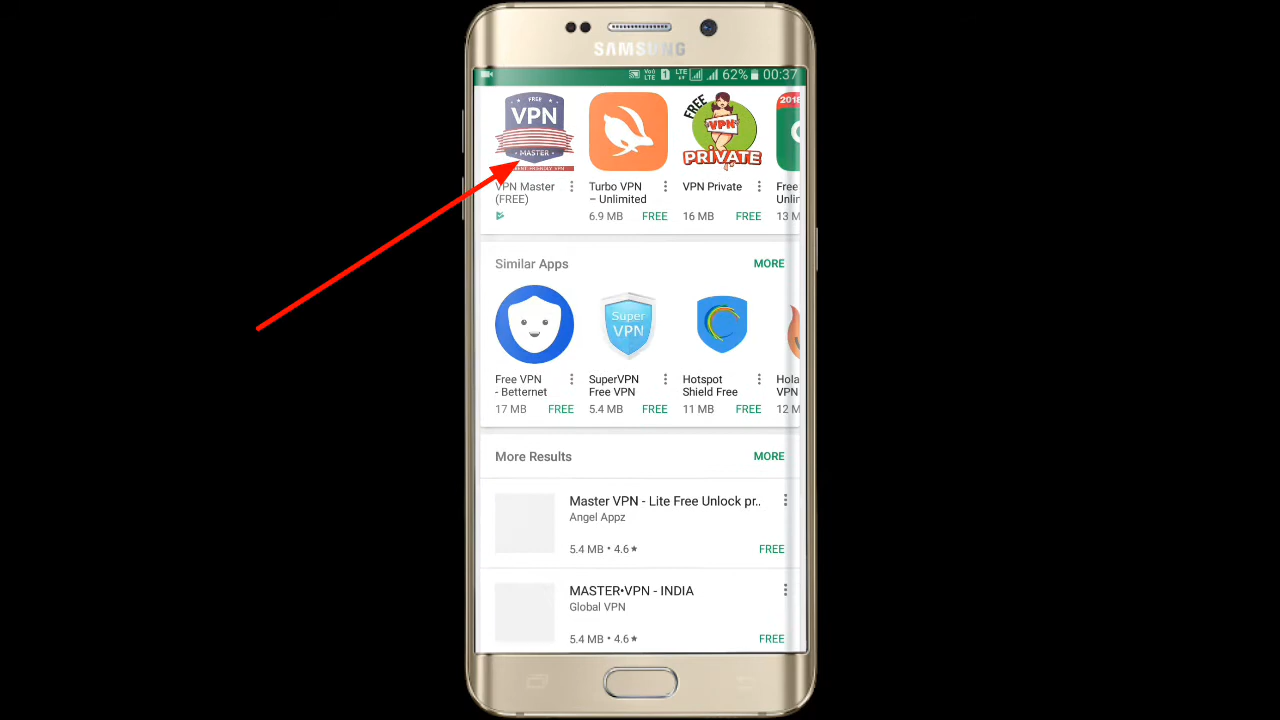 SAMSUNG
Voo LTE 1 LTE 62% 00:37
FREE
VPN
MASTER
FREE
VPN
PRIVATE
2018
VPN Master
(FREE)
Turbo VPN
– Unlimited
6.9 MB FREE
VPN Private
16 MB FREE
Free
Unlin
13 M
Similar Apps MORE
Super
VPN
Free VPN
- Betternet
17 MB FREE
SuperVPN
Free VPN
5.4 MB FREE
Hotspot
Shield Free
11 MB FREE
Hola
VPN
12 M
More Results MORE
Master VPN - Lite Free Unlock pr..
Angel Appz
5.4 MB • 4.6★ FREE
MASTER•VPN - INDIA
Global VPN
5.4 MB • 4.6★ FREE